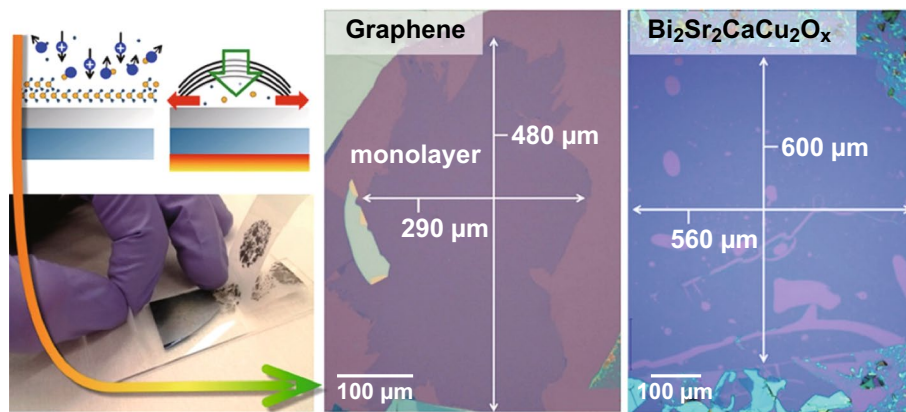 Graphene
480 µm
monolayer
290 µm
100 µm
Bi₂Sr₂CaCu₂Oₓ
600 µm
560 µm
100 µm
+
+
+